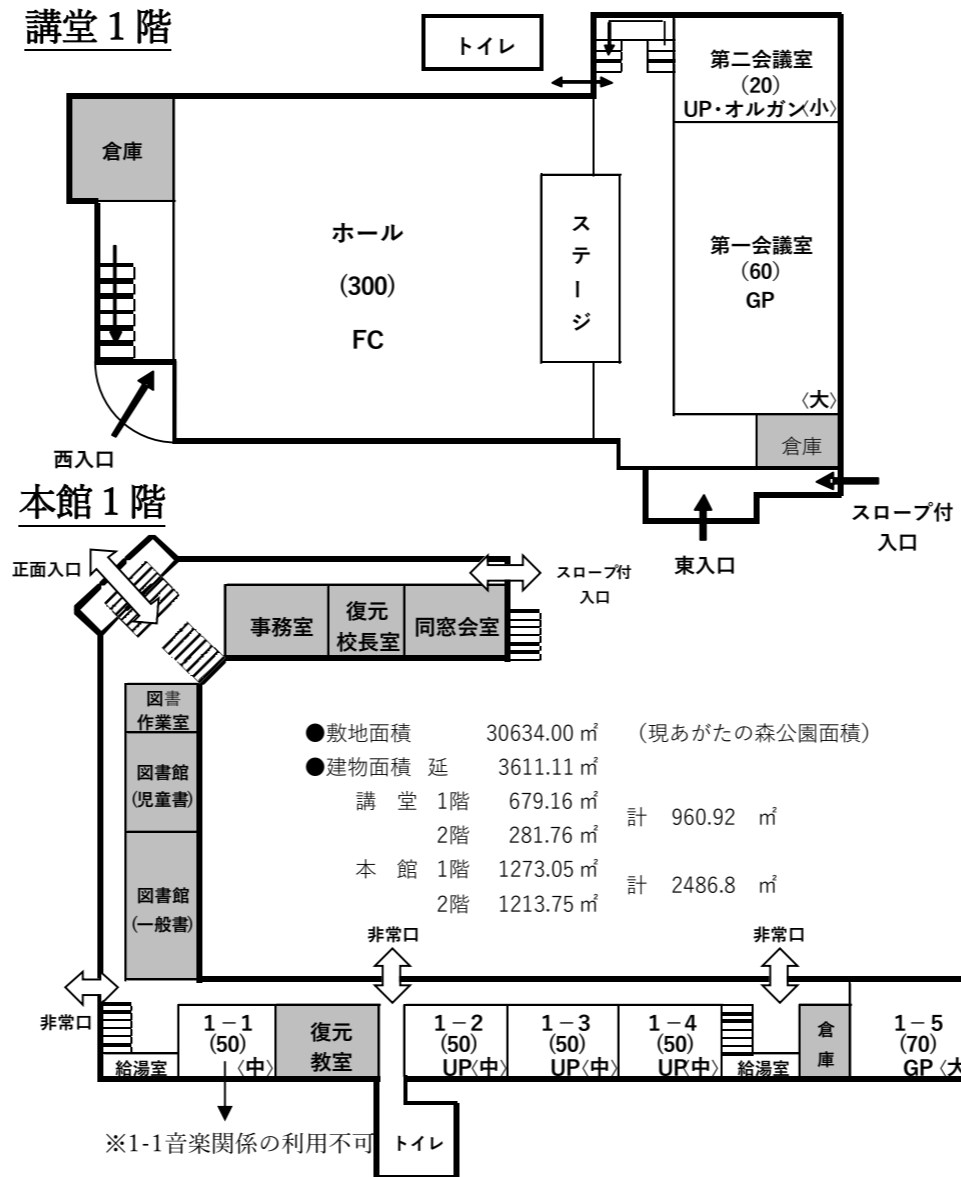 講堂1階
トイレ
第二会議室
(20)
UP・オルガン〈小〉
倉庫
ホール
(300)
FC
ステージ
第一会議室
(60)
GP
〈大〉
倉庫
西入口
スロープ付
入口
東入口
本館1階
正面入口
スロープ付
入口
事務室
復元
校長室
同窓会室
図書
作業室
図書館
(児童書)
図書館
(一般書)
●敷地面積 30634.00 ㎡ (現あがたの森公園面積)
●建物面積 延 3611.11 ㎡
講 堂 1階 679.16 ㎡
2階 281.76 ㎡
計 960.92 ㎡
本 館 1階 1273.05 ㎡
2階 1213.75 ㎡
計 2486.8 ㎡
非常口
非常口
非常口
給湯室
1-1
(50)
〈中〉
復元
教室
1-2
(50)
UP〈中〉
1-3
(50)
UP〈中〉
1-4
(50)
UP〈中〉
給湯室
倉庫
1-5
(70)
GP〈大
※1-1音楽関係の利用不可
トイレ